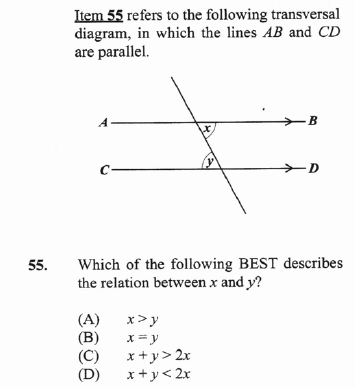 Item 55 refers to the following transversal
diagram, in which the lines AB and CD
are parallel.
A B
x
y
C D
55. Which of the following BEST describes
the relation between x and y?
(A) x > y
(B) x = y
(C) x + y > 2x
(D) x + y < 2x